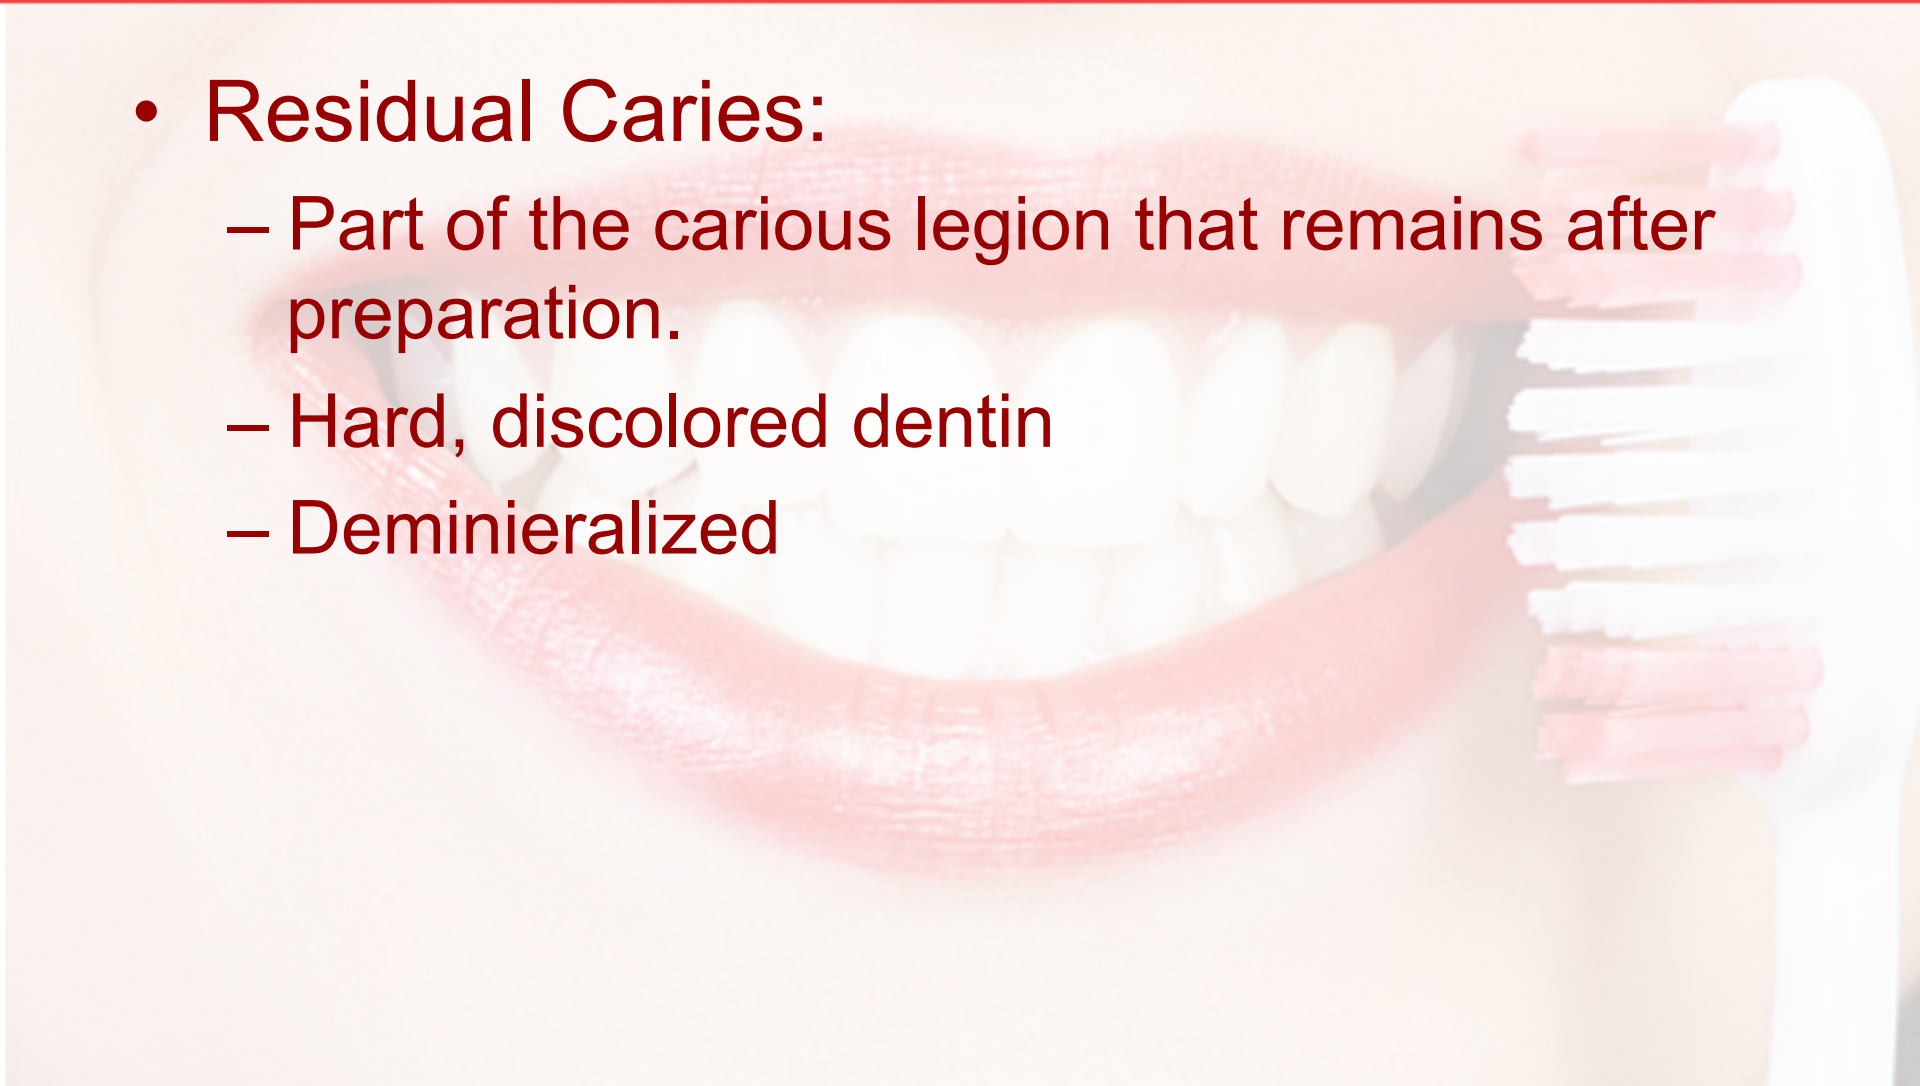 • Residual Caries:
– Part of the carious legion that remains after
preparation.
– Hard, discolored dentin
– Deminieralized